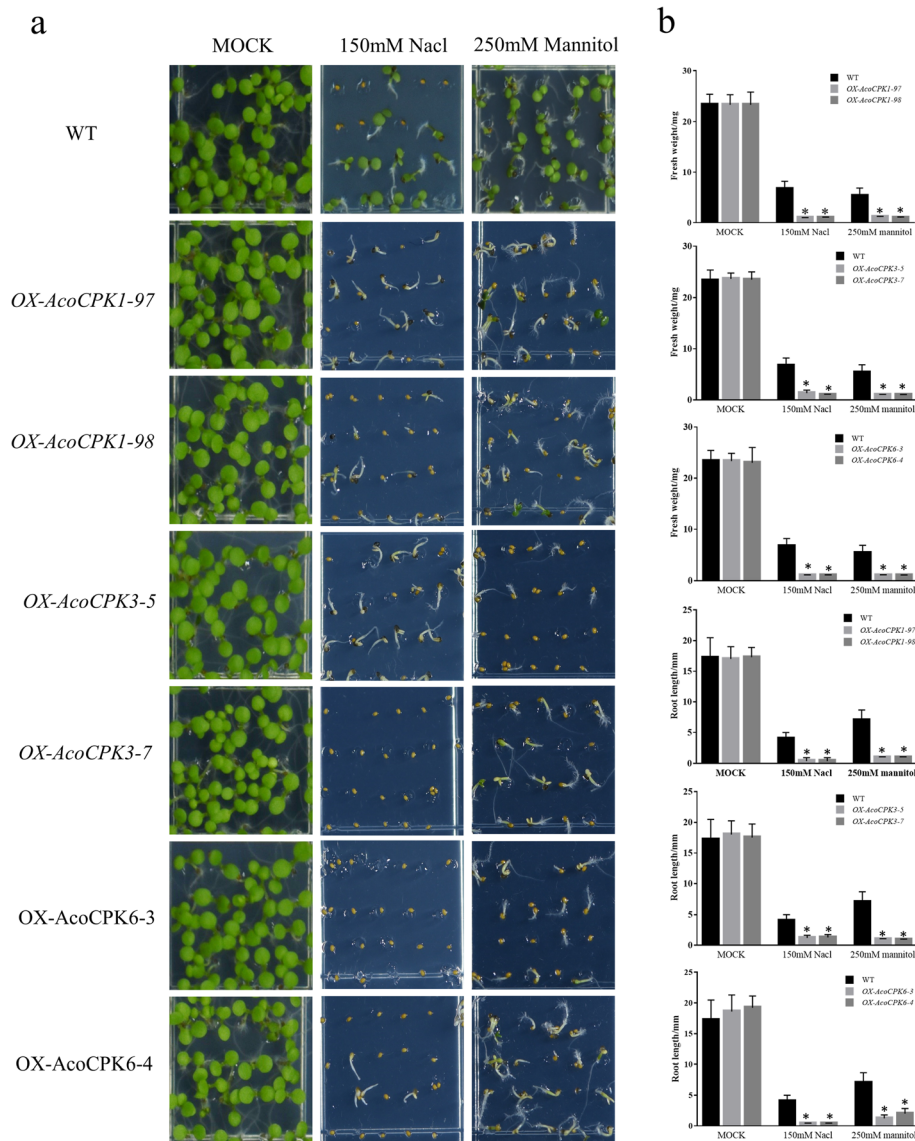 a
MOCK 150mM Nacl 250mM Mannitol
WT
OX-AcoCPK1-97
OX-AcoCPK1-98
OX-AcoCPK3-5
OX-AcoCPK3-7
OX-AcoCPK6-3
OX-AcoCPK6-4
b
WT
OX-AcoCPK1-97
OX-AcoCPK1-98
Fresh weight/mg
30
20
10
0
* * * *
MOCK 150mM Nacl 250mM mannitol
WT
OX-AcoCPK3-5
OX-AcoCPK3-7
Fresh weight/mg
30
20
10
0
* * * *
MOCK 150mM Nacl 250mM mannitol
WT
OX-AcoCPK6-3
OX-AcoCPK6-4
Fresh weight/mg
30
20
10
0
* * * *
MOCK 150mM Nacl 250mM mannitol
WT
OX-AcoCPK1-97
OX-AcoCPK1-98
Root length/mm
25
20
15
10
5
0
* * * *
MOCK 150mM Nacl 250mM mannitol
WT
OX-AcoCPK3-5
OX-AcoCPK3-7
Root length/mm
25
20
15
10
5
0
* * * *
MOCK 150mM Nacl 250mM mannitol
WT
OX-AcoCPK6-3
OX-AcoCPK6-4
Root length/mm
25
20
15
10
5
0
* * * *
MOCK 150mM Nacl 250mM mannitol